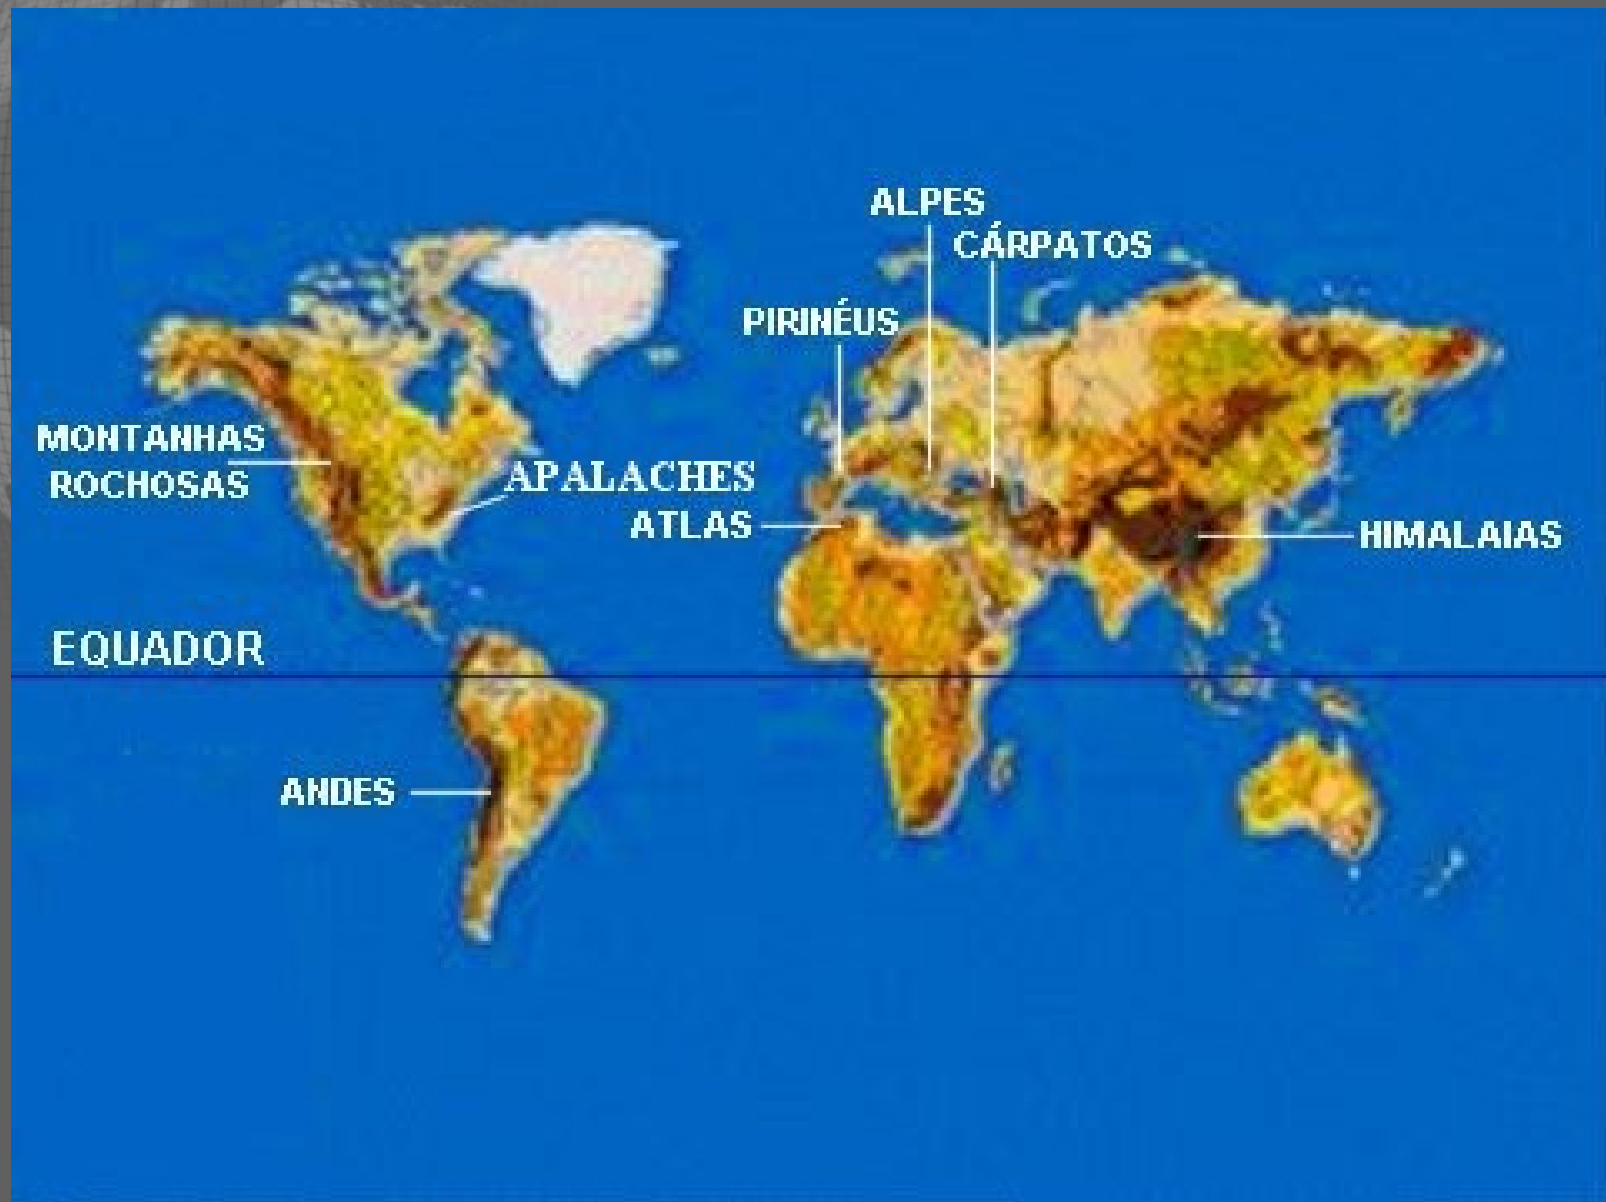 ALPES
CÁRPATOS
PIRINÉUS
MONTANHAS
ROCHOSAS
APALACHES
ATLAS
HIMALAIAS
EQUADOR
ANDES